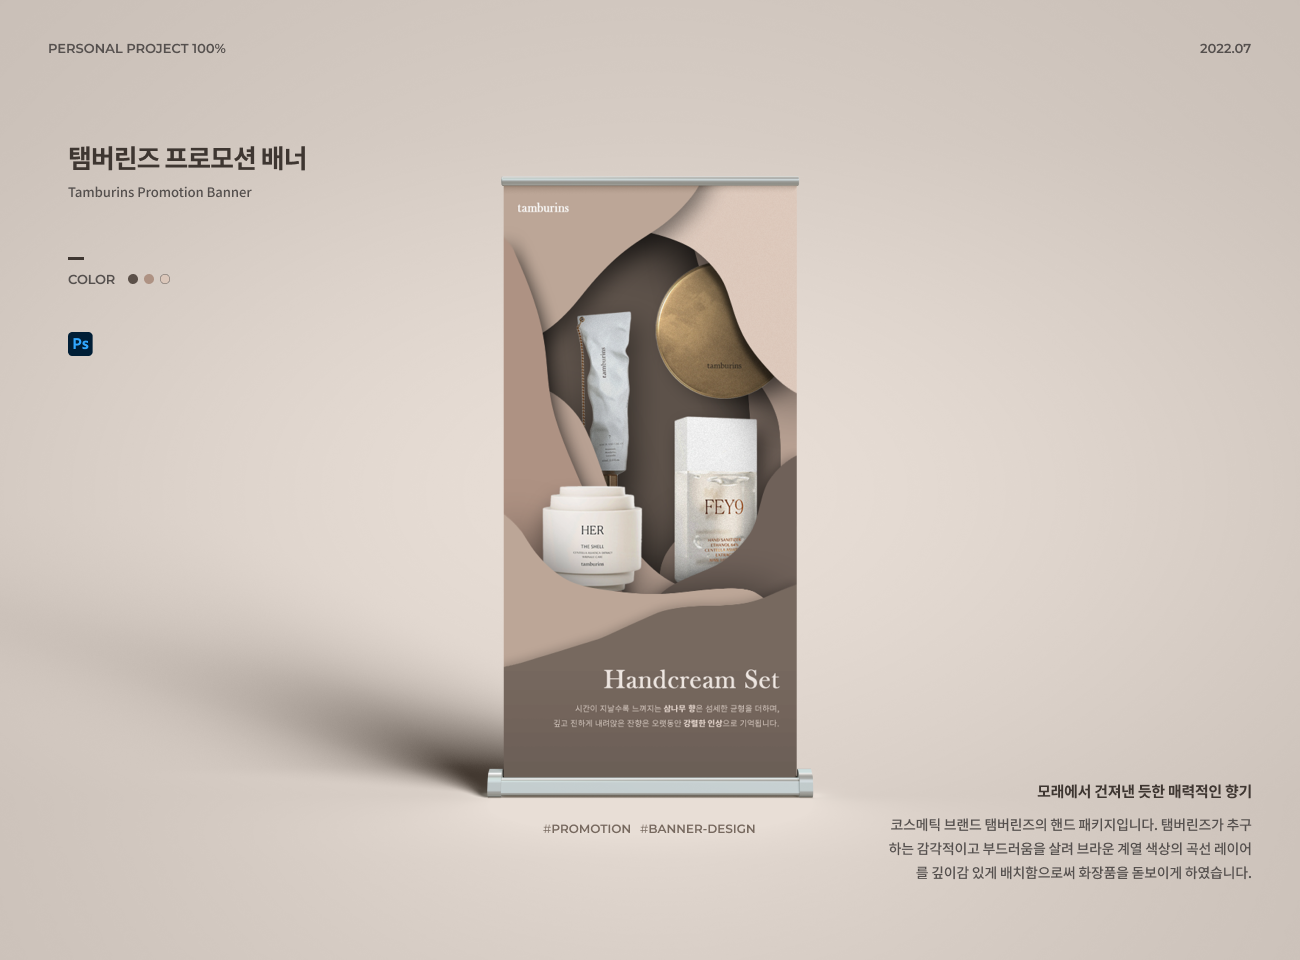 PERSONAL PROJECT 100%
2022.07
탬버린즈 프로모션 배너
Tamburins Promotion Banner
COLOR
Ps
tamburins
tamburins
tamburins
FEY9
HAND SANITIZER
HER
THE SHELL
tamburins
Handcream Set
시간이 지날수록 느껴지는 삼나무 향은 섬세한 균형을 더하며,
깊고 진하게 내려앉은 잔향은 오랫동안 강렬한 인상으로 기억됩니다.
#PROMOTION #BANNER-DESIGN
모래에서 건져낸 듯한 매력적인 향기
코스메틱 브랜드 탬버린즈의 핸드 패키지입니다. 탬버린즈가 추구
하는 감각적이고 부드러움을 살려 브라운 계열 색상의 곡선 레이어
를 깊이감 있게 배치함으로써 화장품을 돋보이게 하였습니다.